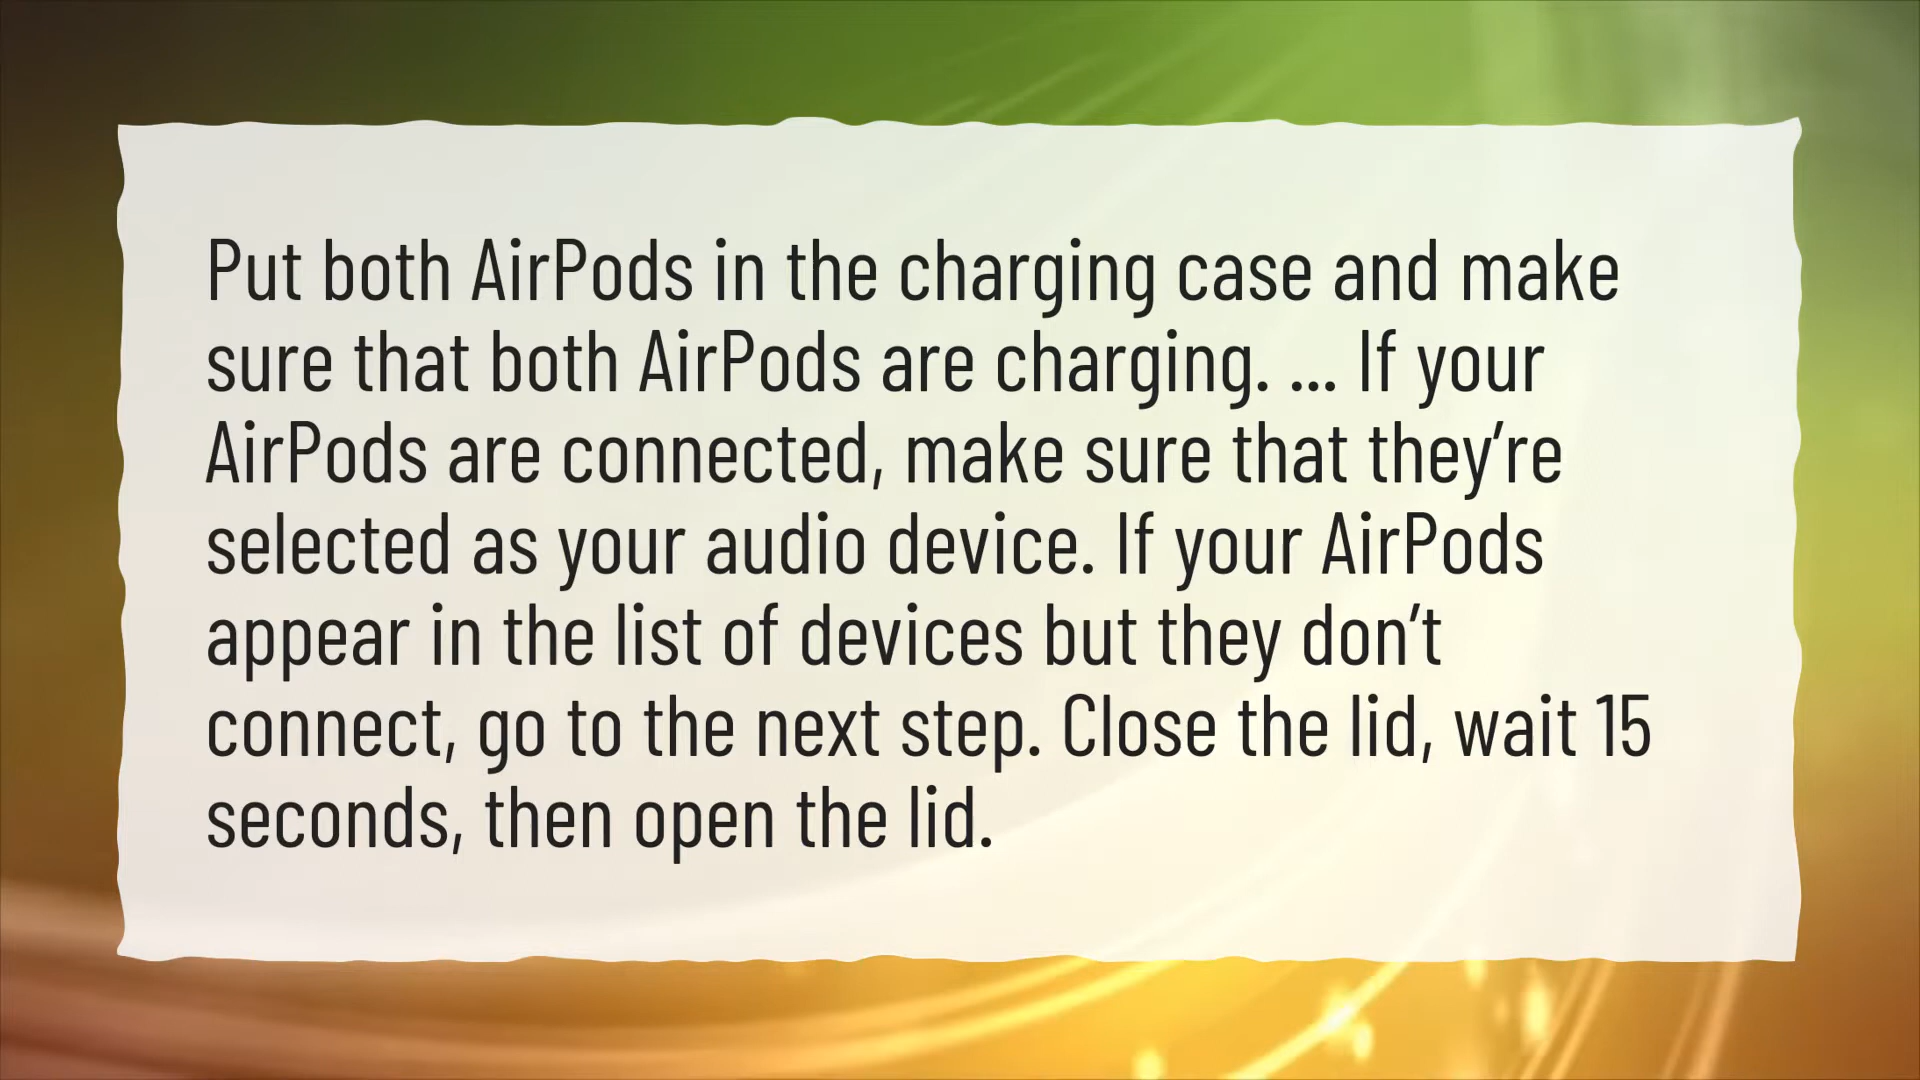 Put both AirPods in the charging case and make
sure that both AirPods are charging. ... If your
AirPods are connected, make sure that they’re
selected as your audio device. If your AirPods
appear in the list of devices but they don’t
connect, go to the next step. Close the lid, wait 15
seconds, then open the lid.